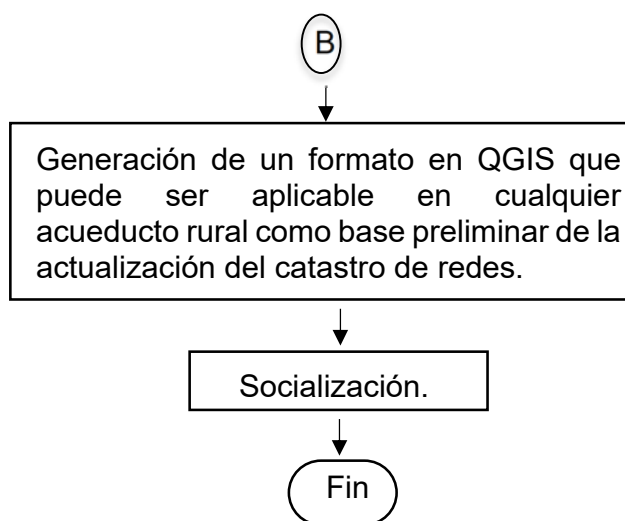 B
Generación de un formato en QGIS que
puede ser aplicable en cualquier
acueducto rural como base preliminar de la
actualización del catastro de redes.
Socialización.
Fin